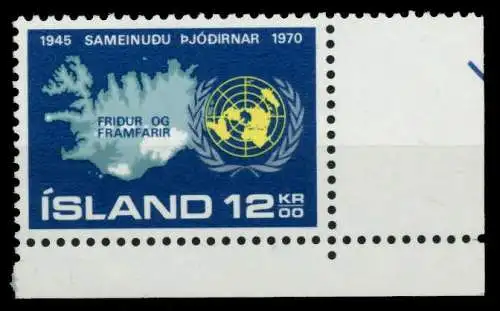 1945 SAMEINUÐU ÞJÓÐIRNAR 1970
FRIÐUR OG
FRAMFARIR
ÍSLAND 12 KR
00